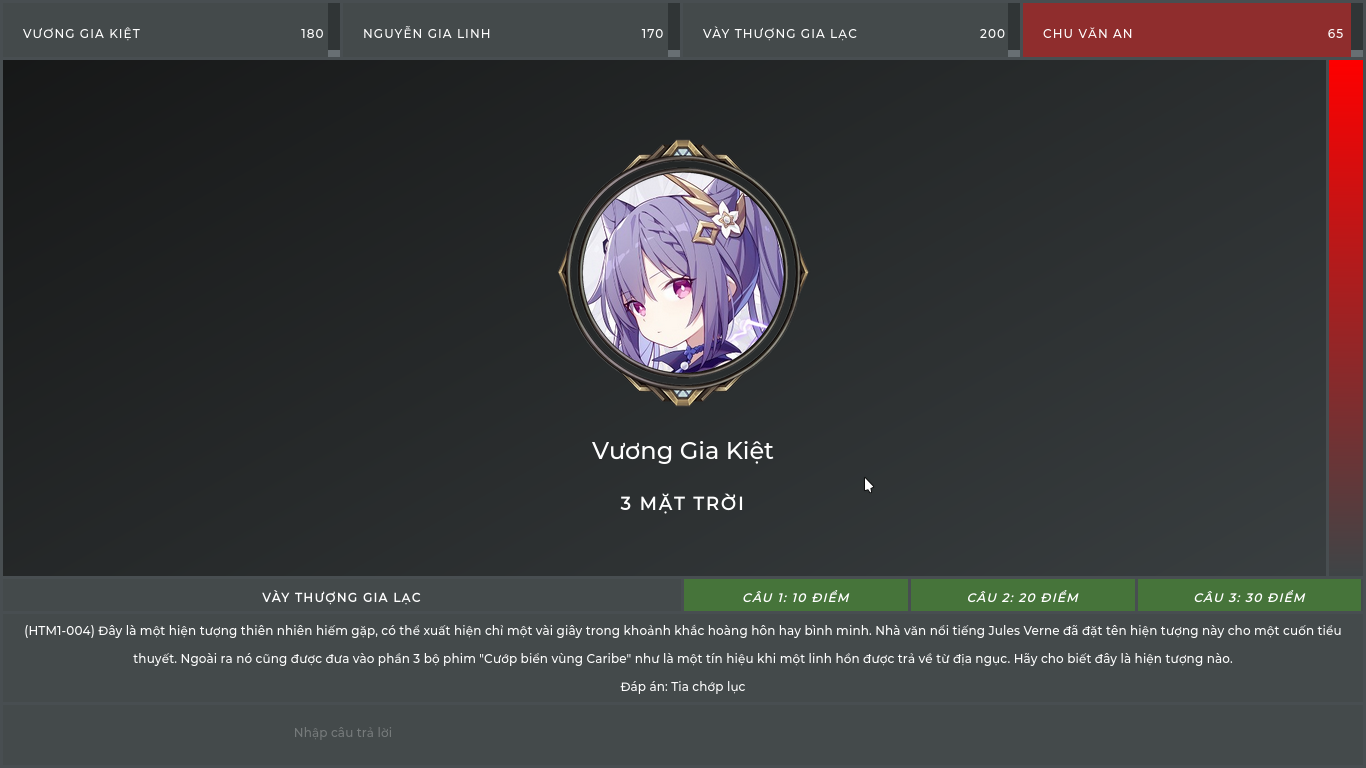 VƯƠNG GIA KIỆT 180 NGUYỄN GIA LINH 170 VÀY THƯỢNG GIA LẠC 200 CHU VĂN AN 65
Vương Gia Kiệt
3 MẶT TRỜI
VÀY THƯỢNG GIA LẠC CÂU 1: 10 ĐIỂM CÂU 2: 20 ĐIỂM CÂU 3: 30 ĐIỂM
(HTM1-004) Đây là một hiện tượng thiên nhiên hiếm gặp, có thể xuất hiện chỉ một vài giây trong khoảnh khắc hoàng hôn hay bình minh. Nhà văn nổi tiếng Jules Verne đã đặt tên hiện tượng này cho một cuốn tiểu
thuyết. Ngoài ra nó cũng được đưa vào phần 3 bộ phim "Cướp biển vùng Caribe" như là một tín hiệu khi một linh hồn được trả về từ địa ngục. Hãy cho biết đây là hiện tượng nào.
Đáp án: Tia chớp lục
Nhập câu trả lời